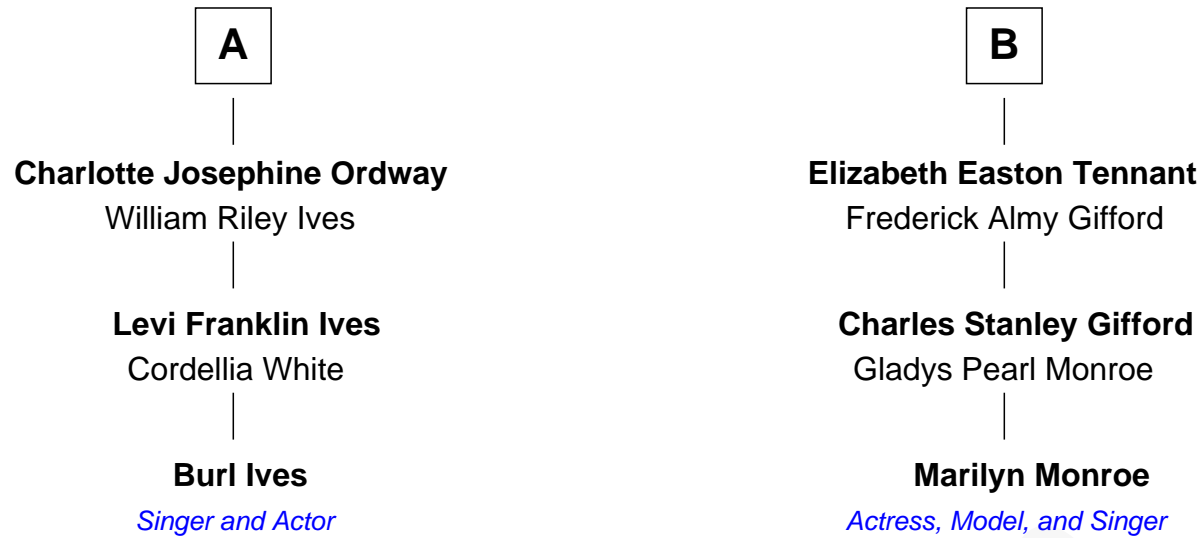 A
Charlotte Josephine Ordway
William Riley Ives
Levi Franklin Ives
Cordellia White
Burl Ives
Singer and Actor
B
Elizabeth Easton Tennant
Frederick Almy Gifford
Charles Stanley Gifford
Gladys Pearl Monroe
Marilyn Monroe
Actress, Model, and Singer